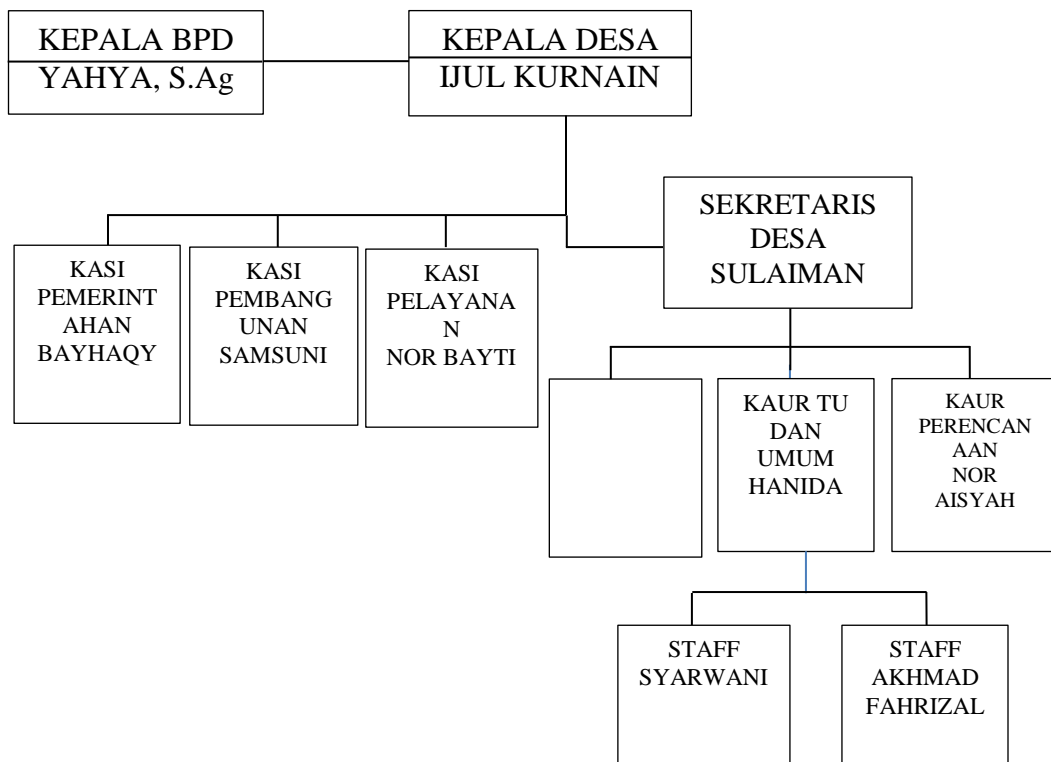 KEPALA BPD
YAHYA, S.Ag
KEPALA DESA
IJUL KURNAIN
SEKRETARIS
DESA
SULAIMAN
KASI
PEMERINT
AHAN
BAYHAQY
KASI
PEMBANG
UNAN
SAMSUNI
KASI
PELAYANA
N
NOR BAYTI
KAUR TU
DAN
UMUM
HANIDA
KAUR
PERENCAN
AAN
NOR
AISYAH
STAFF
SYARWANI
STAFF
AKHMAD
FAHRIZAL